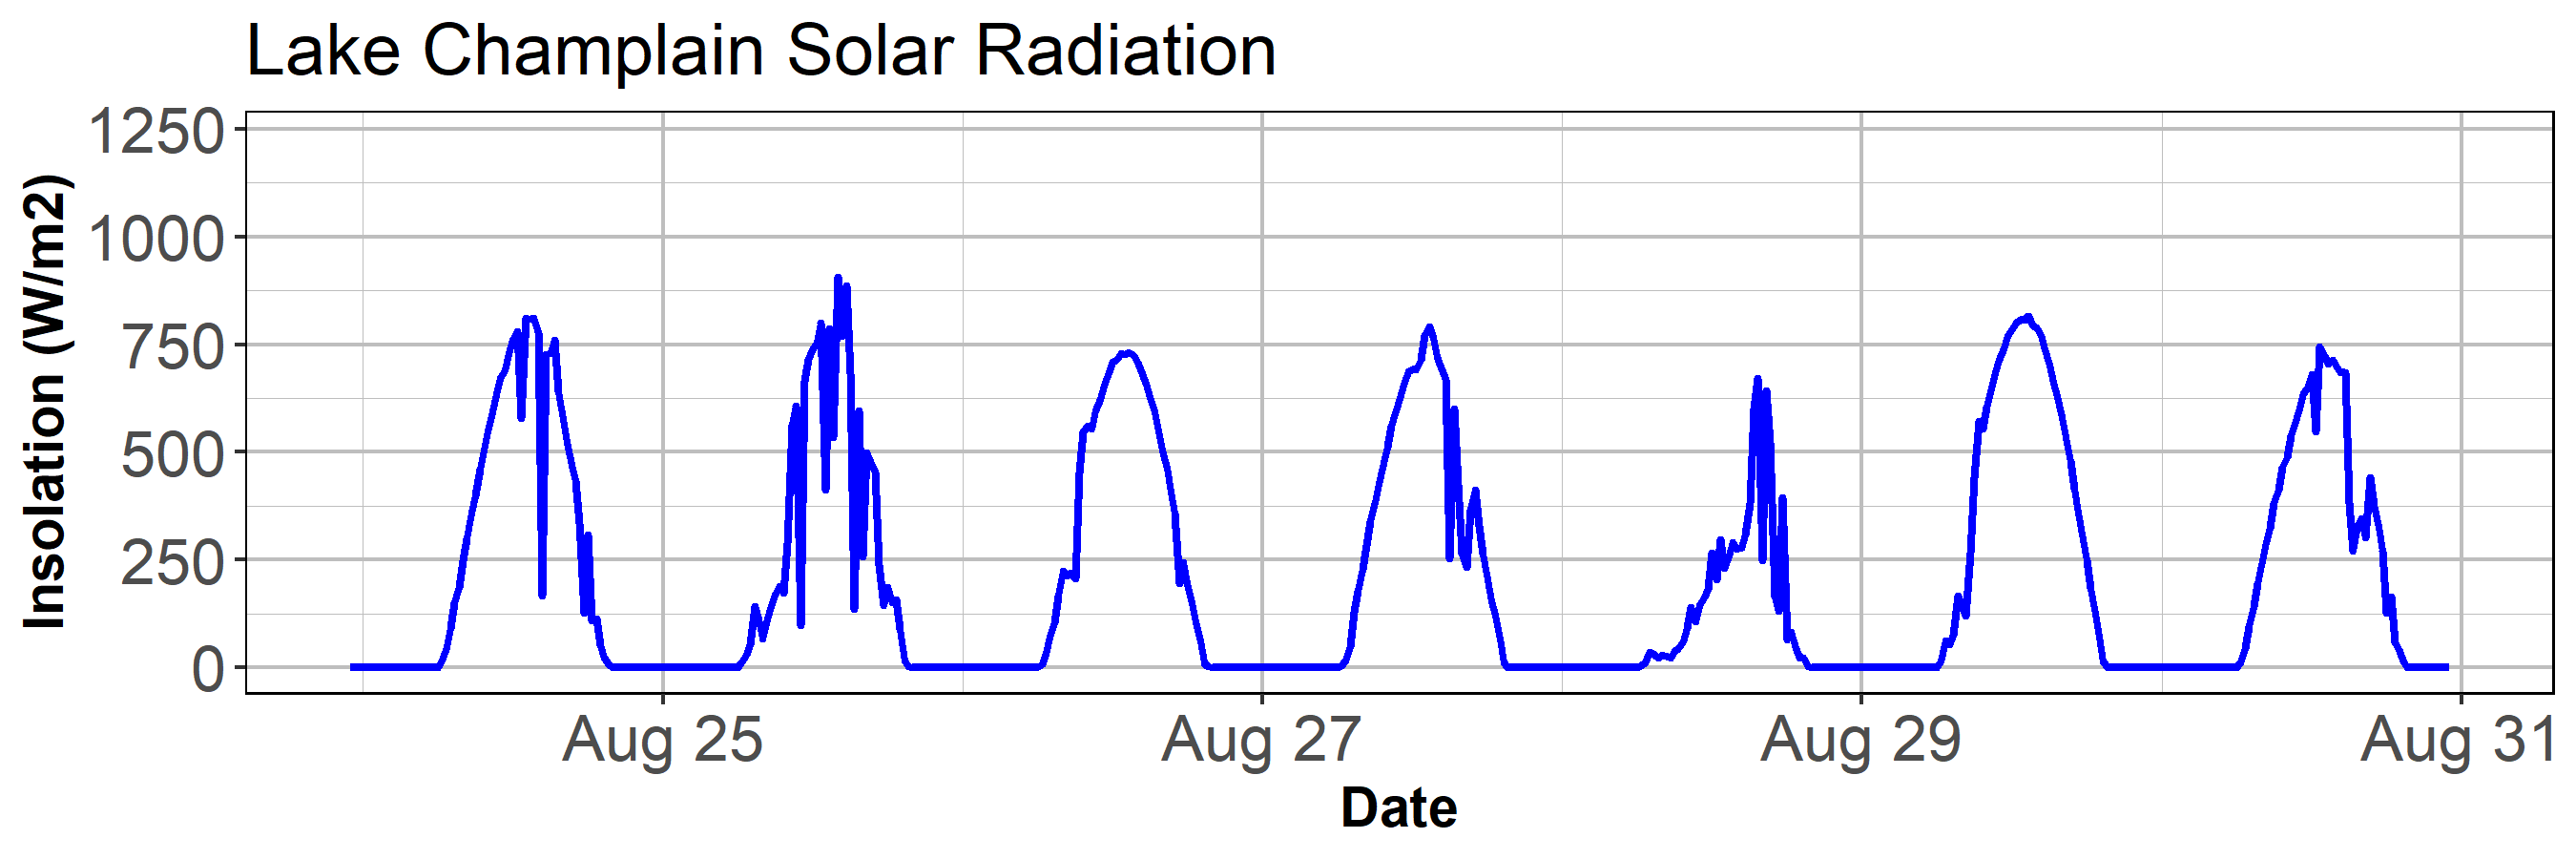 Lake Champlain Solar Radiation
Insolation (W/m2)
1250
1000
750
500
250
0
Aug 25 Aug 27 Aug 29 Aug 31
Date